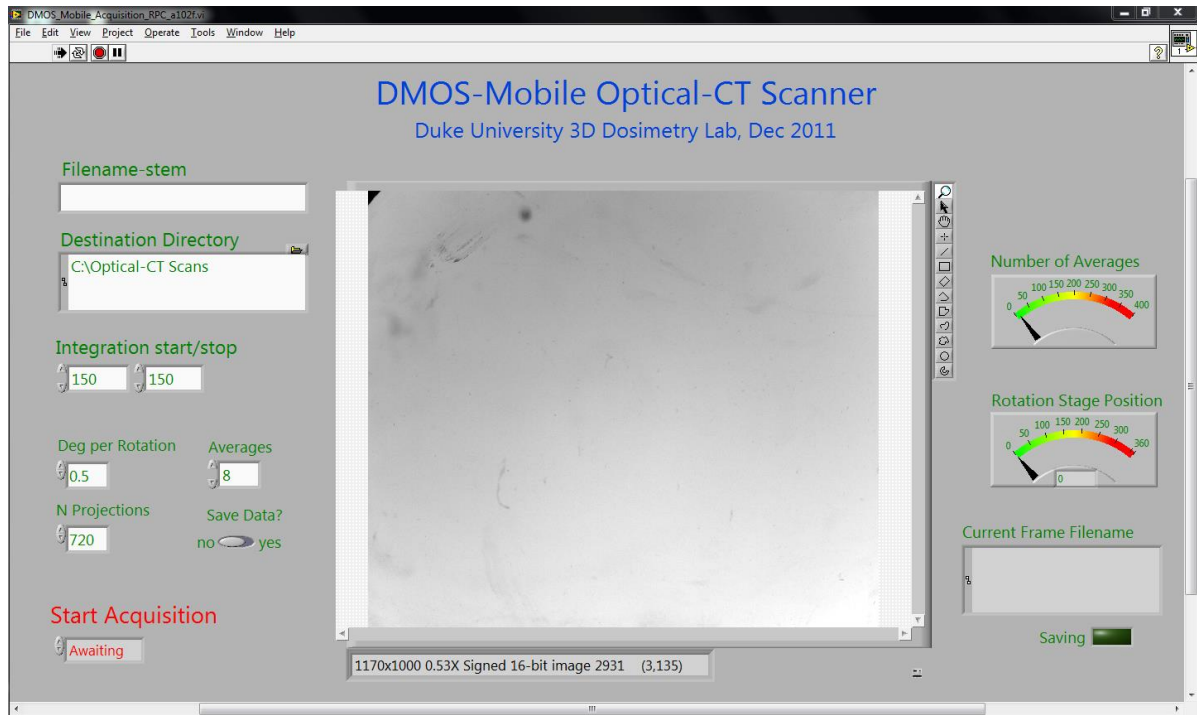 DMOS_Mobile_Acquisition_RPC_a102f.vi
File Edit View Project Operate Tools Window Help
1
DMOS-Mobile Optical-CT Scanner
Duke University 3D Dosimetry Lab, Dec 2011
Filename-stem
Destination Directory
C:\Optical-CT Scans
Integration start/stop
150 150
Deg per Rotation Averages
0.5 8
N Projections Save Data?
720 no yes
Start Acquisition
Awaiting
1170x1000 0.53X Signed 16-bit image 2931 (3,135)
Number of Averages
0 50 100 150 200 250 300 350 400
Rotation Stage Position
0 50 100 150 200 250 300 360
0
Current Frame Filename
Saving